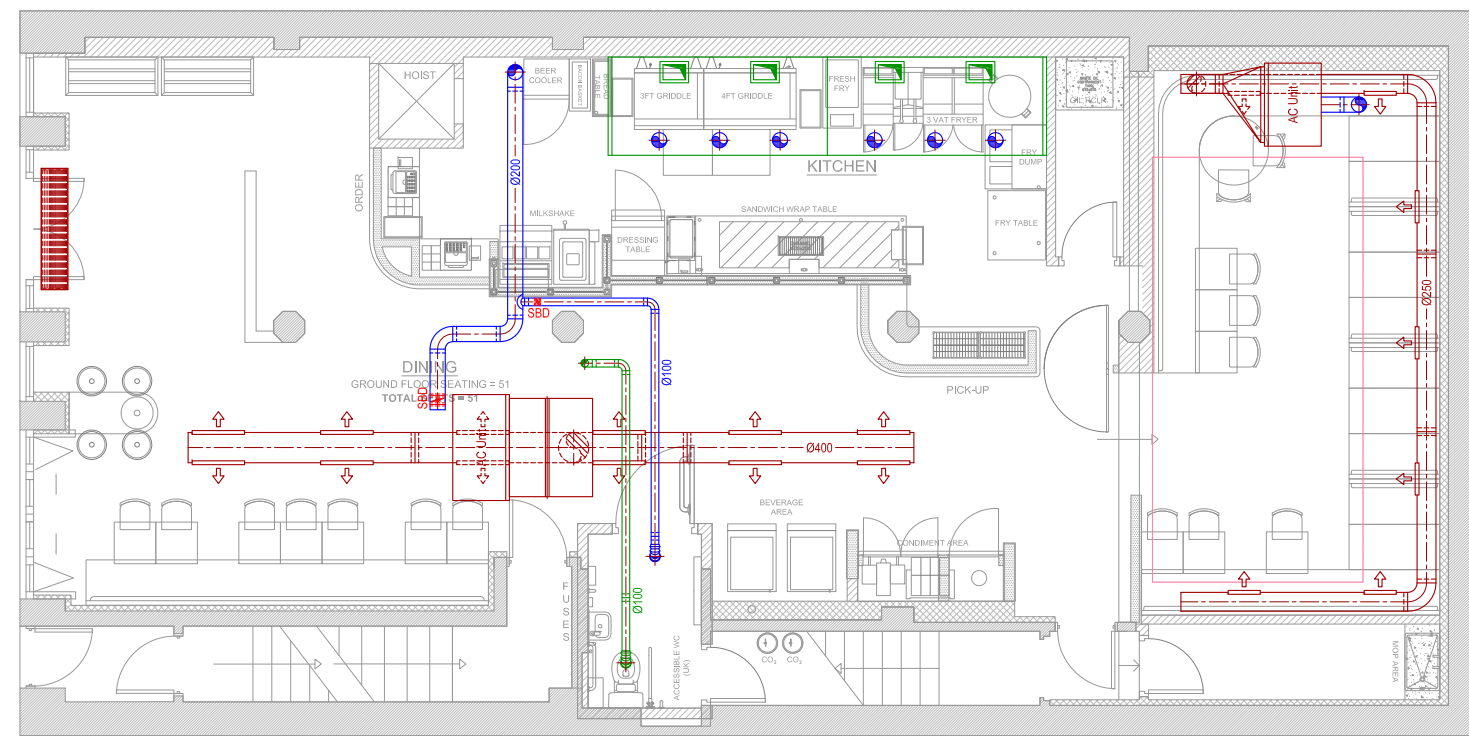 HOIST
BEER
COOLER
BACON BASKET
BREAD
TABLE
3FT GRIDDLE
4FT GRIDDLE
FRESH
FRY
3 VAT FRYER
FRY
DUMP
OIL RCLR
AC Unit
KITCHEN
Ø200
ORDER
MILKSHAKE
DRESSING
TABLE
SANDWICH WRAP TABLE
FRY TABLE
SBD
Ø250
DINING
GROUND FLOOR SEATING = 51
SBD
Ø100
PICK-UP
AC Unit
Ø400
BEVERAGE
AREA
CONDIMENT AREA
FUSES
Ø100
ACCESSIBLE WC
(UK)
CO₂
CO₂
MOP AREA